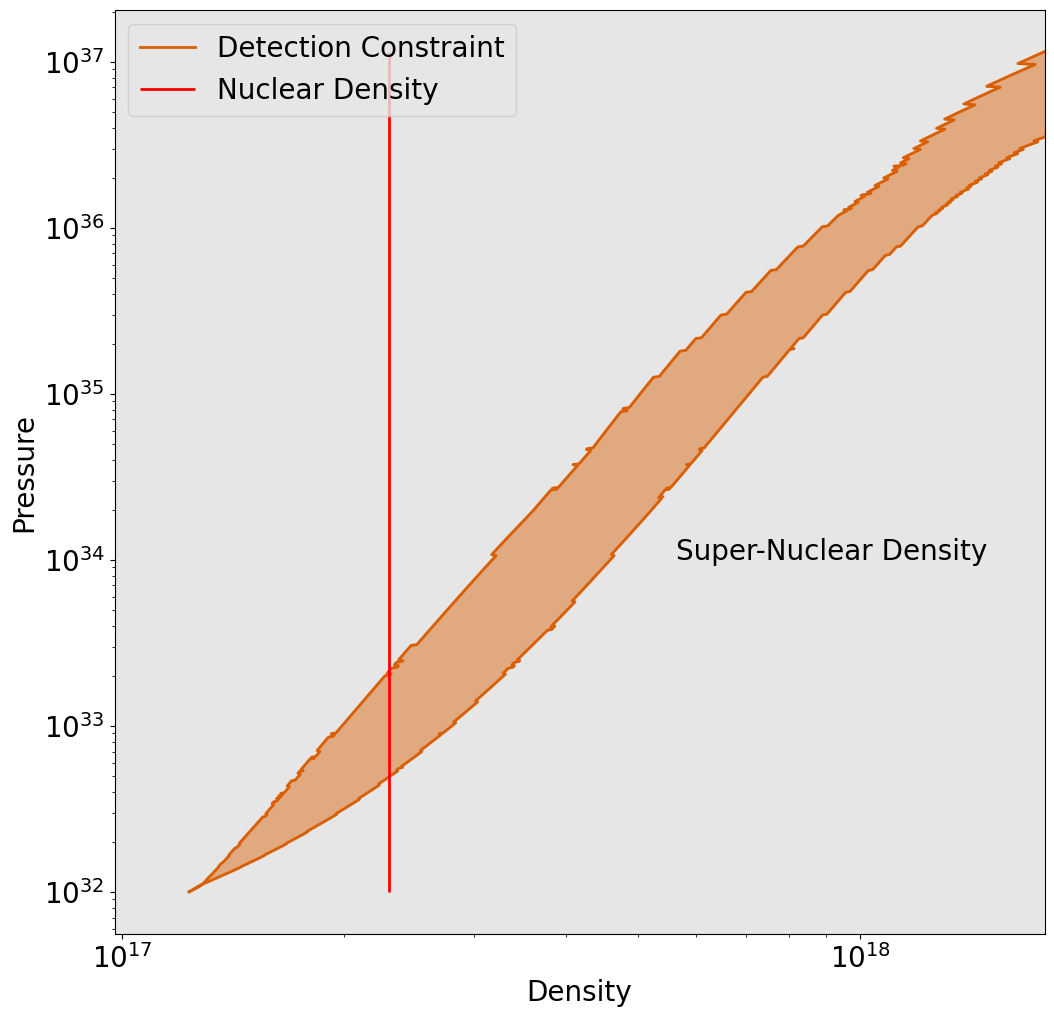 Detection Constraint
Nuclear Density
10^37
10^36
10^35
10^34
10^33
10^32
Pressure
Super-Nuclear Density
10^17
10^18
Density